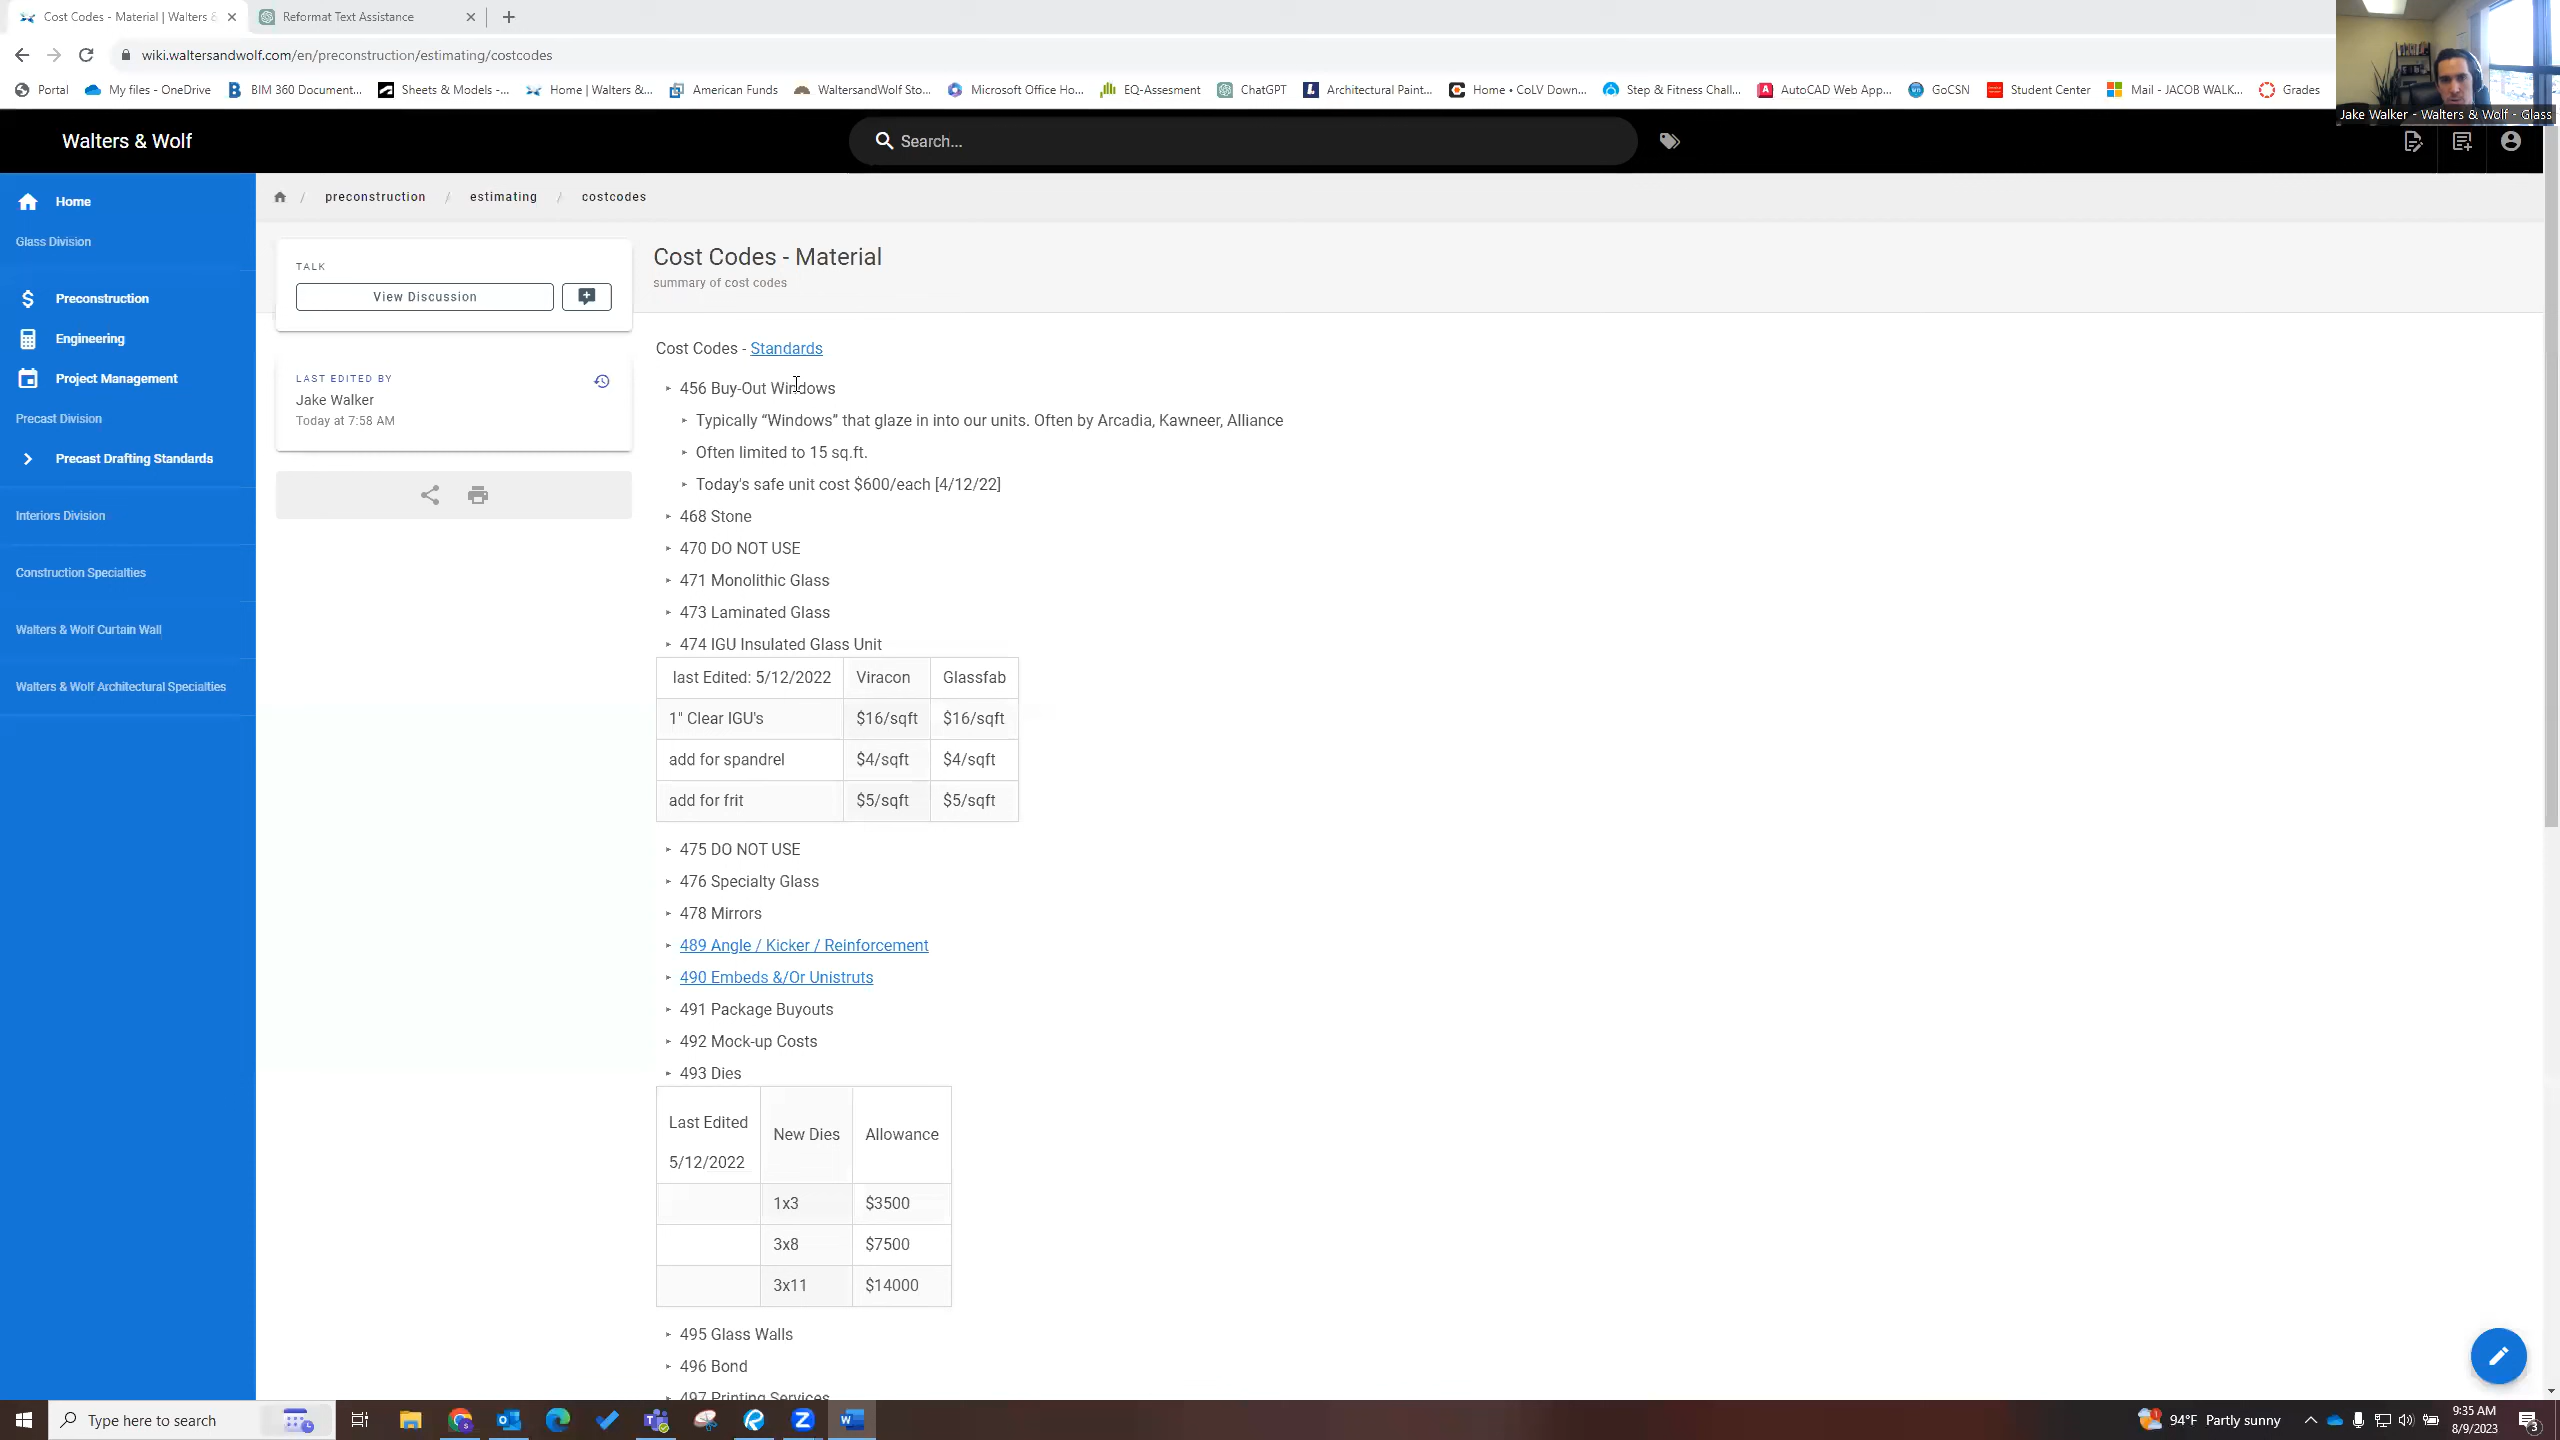 Cost Codes - Material | Walters &
Reformat Text Assistance
wiki.waltersandwolf.com/en/preconstruction/estimating/costcodes
Portal
My files - OneDrive
BIM 360 Document...
Sheets & Models -...
Home | Walters &...
American Funds
WaltersandWolf Sto...
Microsoft Office Ho...
EQ-Assesment
ChatGPT
Architectural Paint...
Home • CoLV Down...
Step & Fitness Chall...
AutoCAD Web App...
GoCSN
Student Center
Mail - JACOB WALK...
Grades
Jake Walker - Walters & Wolf - Glass
Walters & Wolf
Search...
Home
Glass Division
Preconstruction
Engineering
Project Management
Precast Division
Precast Drafting Standards
Interiors Division
Construction Specialties
Walters & Wolf Curtain Wall
Walters & Wolf Architectural Specialties
/ preconstruction / estimating / costcodes
TALK
View Discussion
LAST EDITED BY
Jake Walker
Today at 7:58 AM
Cost Codes - Material
summary of cost codes
Cost Codes - Standards
456 Buy-Out Windows
Typically “Windows” that glaze in into our units. Often by Arcadia, Kawneer, Alliance
Often limited to 15 sq.ft.
Today's safe unit cost $600/each [4/12/22]
468 Stone
470 DO NOT USE
471 Monolithic Glass
473 Laminated Glass
474 IGU Insulated Glass Unit
last Edited: 5/12/2022 Viracon Glassfab
1" Clear IGU's $16/sqft $16/sqft
add for spandrel $4/sqft $4/sqft
add for frit $5/sqft $5/sqft
475 DO NOT USE
476 Specialty Glass
478 Mirrors
489 Angle / Kicker / Reinforcement
490 Embeds &/Or Unistruts
491 Package Buyouts
492 Mock-up Costs
493 Dies
Last Edited
5/12/2022
New Dies Allowance
1x3 $3500
3x8 $7500
3x11 $14000
495 Glass Walls
496 Bond
497 Printing Services
Type here to search
94°F Partly sunny
9:35 AM
8/9/2023
3